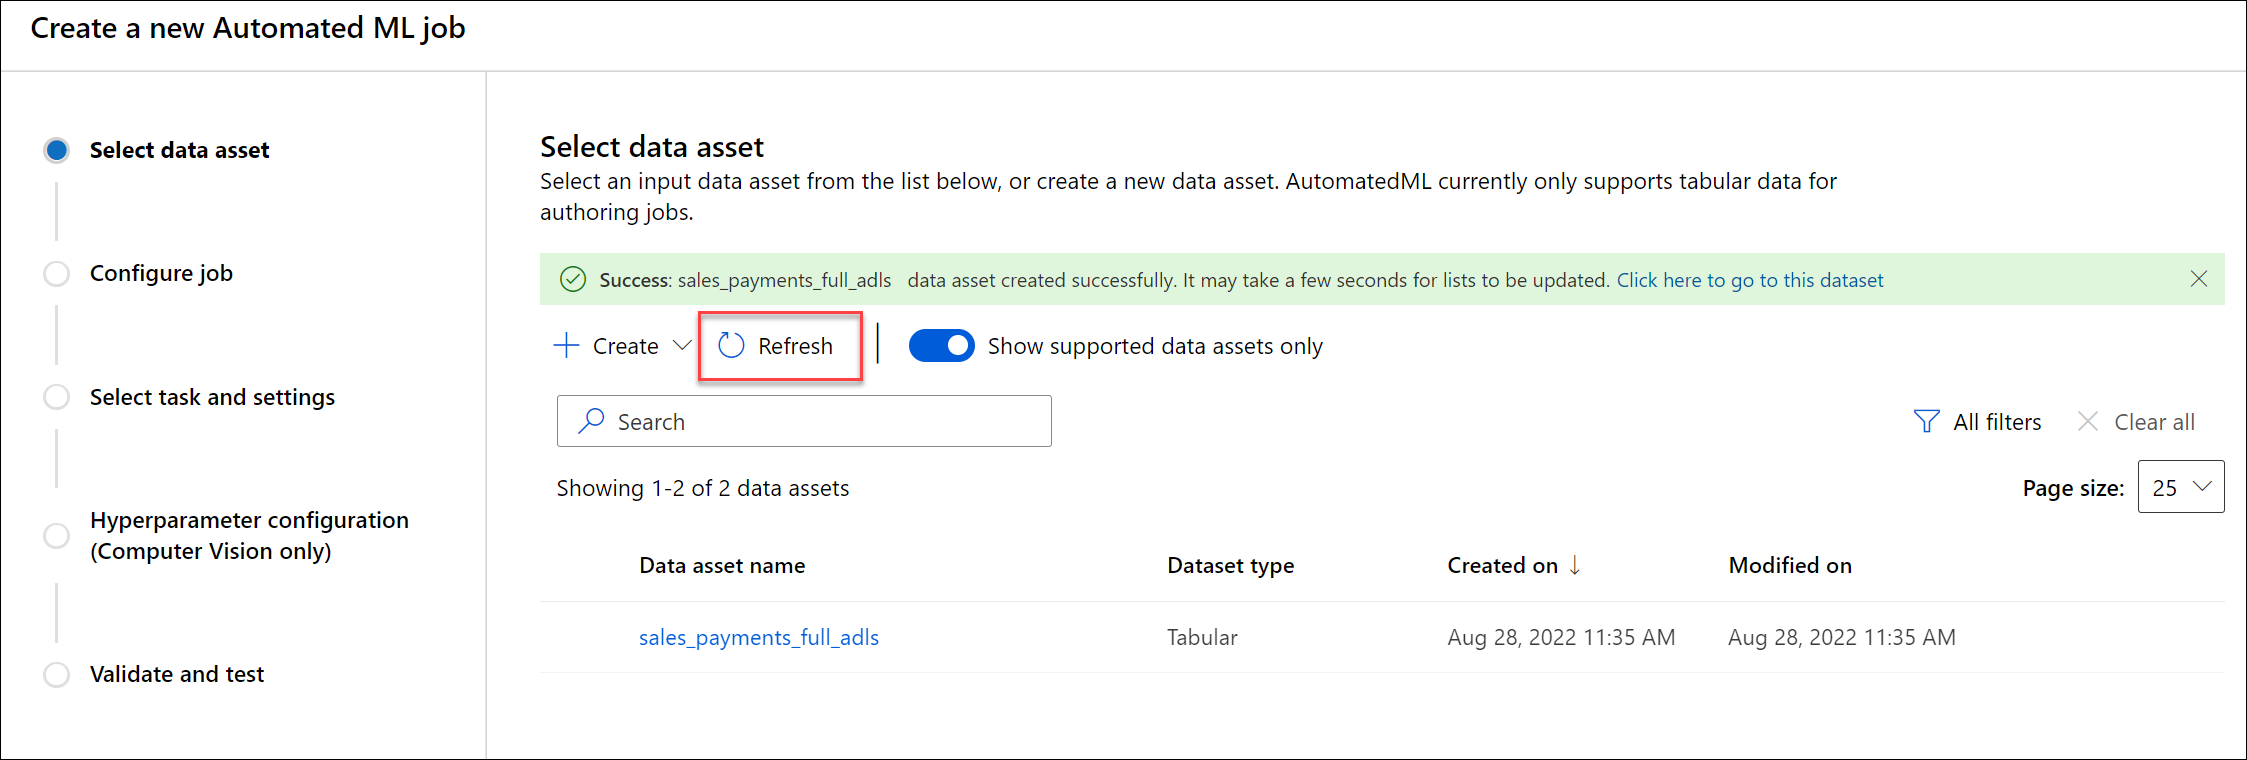 Create a new Automated ML job
Select data asset
Configure job
Select task and settings
Hyperparameter configuration
(Computer Vision only)
Validate and test
Select data asset
Select an input data asset from the list below, or create a new data asset. AutomatedML currently only supports tabular data for
authoring jobs.
Success: sales_payments_full_adls data asset created successfully. It may take a few seconds for lists to be updated. Click here to go to this dataset
Create Refresh Show supported data assets only
Search All filters Clear all
Showing 1-2 of 2 data assets Page size: 25
Data asset name Dataset type Created on ↓ Modified on
sales_payments_full_adls Tabular Aug 28, 2022 11:35 AM Aug 28, 2022 11:35 AM